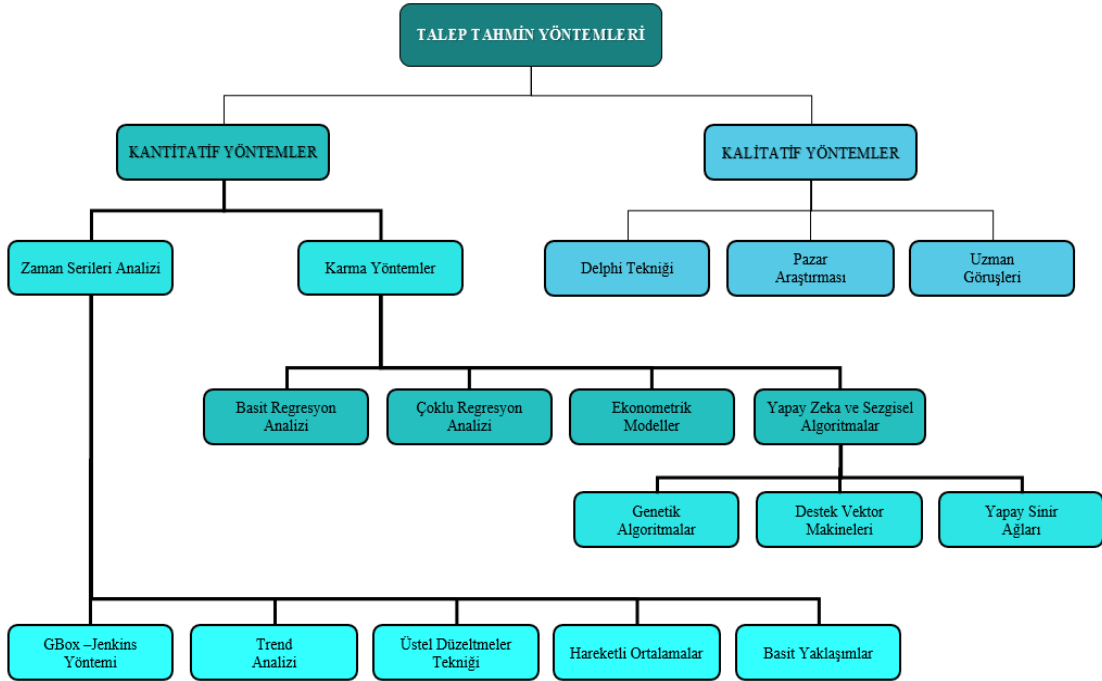 TALEP TAHMİN YÖNTEMLERİ
KANTİTATİF YÖNTEMLER
KALİTATİF YÖNTEMLER
Zaman Serileri Analizi
Karma Yöntemler
Delphi Tekniği
Pazar
Araştırması
Uzman
Göruşleri
Basit Regresyon
Analizi
Çoklu Regresyon
Analizi
Ekonometrik
Modeller
Yapay Zeka ve Sezgisel
Algoritmalar
Genetik
Algoritmalar
Destek Vektor
Makineleri
Yapay Sinir
Ağları
GBox –Jenkins
Yöntemi
Trend
Analizi
Üstel Düzeltmeler
Tekniği
Hareketli Ortalamalar
Basit Yaklaşımlar